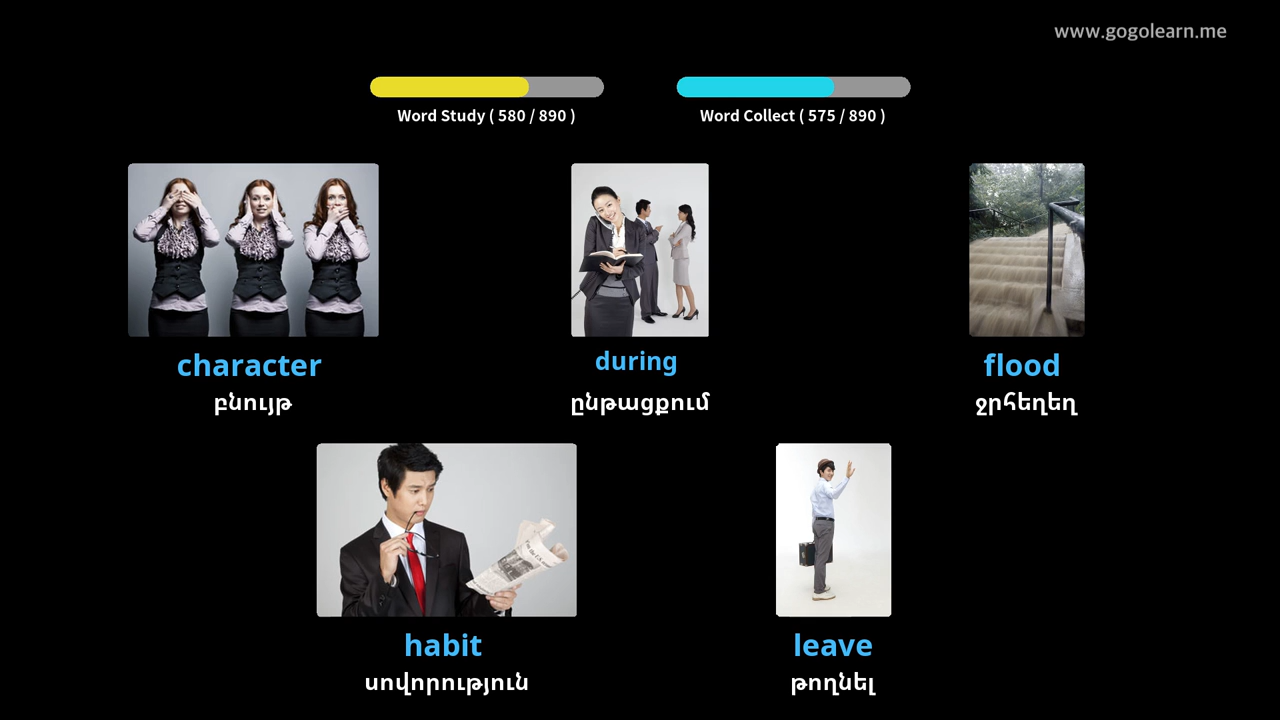 www.gogolearn.me
Word Study ( 580 / 890 )
Word Collect ( 575 / 890 )
character
during
flood
բնույթ
ընթացքում
ջրհեղեղ
habit
leave
սովորություն
թողնել